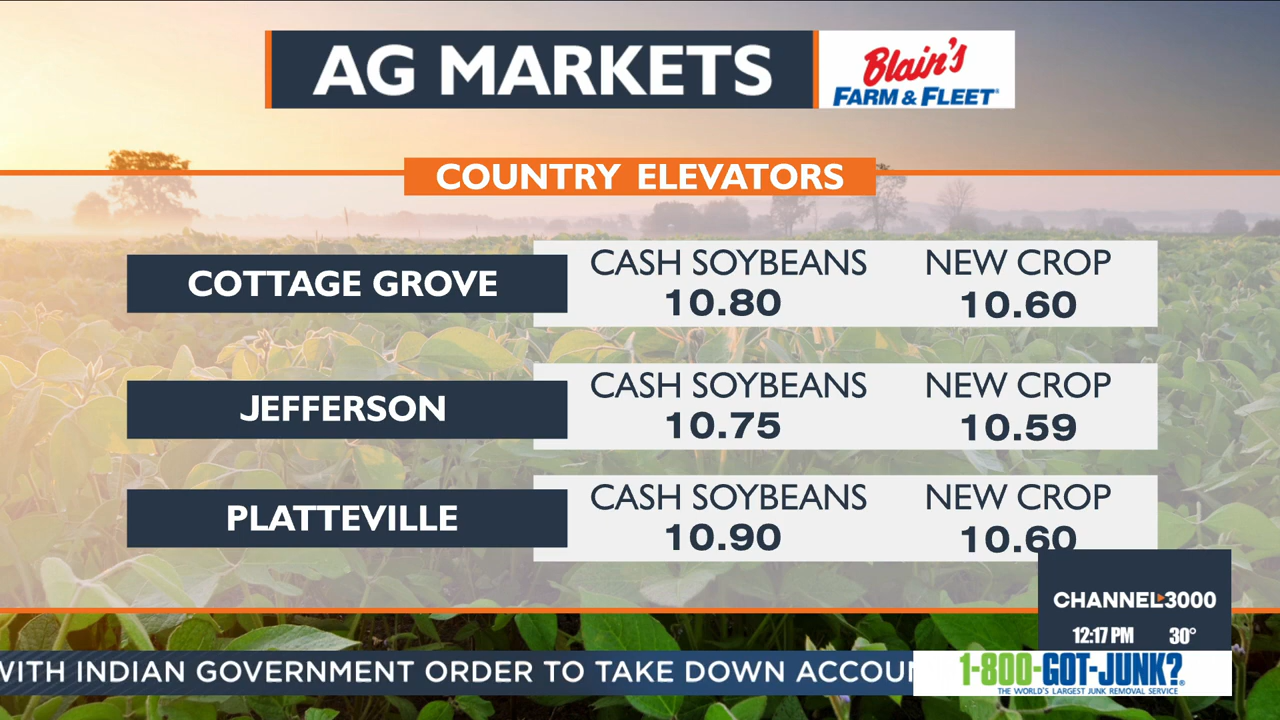 AG MARKETS
Blain's
FARM & FLEET
COUNTRY ELEVATORS
COTTAGE GROVE
CASH SOYBEANS
10.80
NEW CROP
10.60
JEFFERSON
CASH SOYBEANS
10.75
NEW CROP
10.59
PLATTEVILLE
CASH SOYBEANS
10.90
NEW CROP
10.60
CHANNEL3000
12:17 PM 30°
WITH INDIAN GOVERNMENT ORDER TO TAKE DOWN ACCOU
1-800-GOT-JUNK?
THE WORLD'S LARGEST JUNK REMOVAL SERVICE